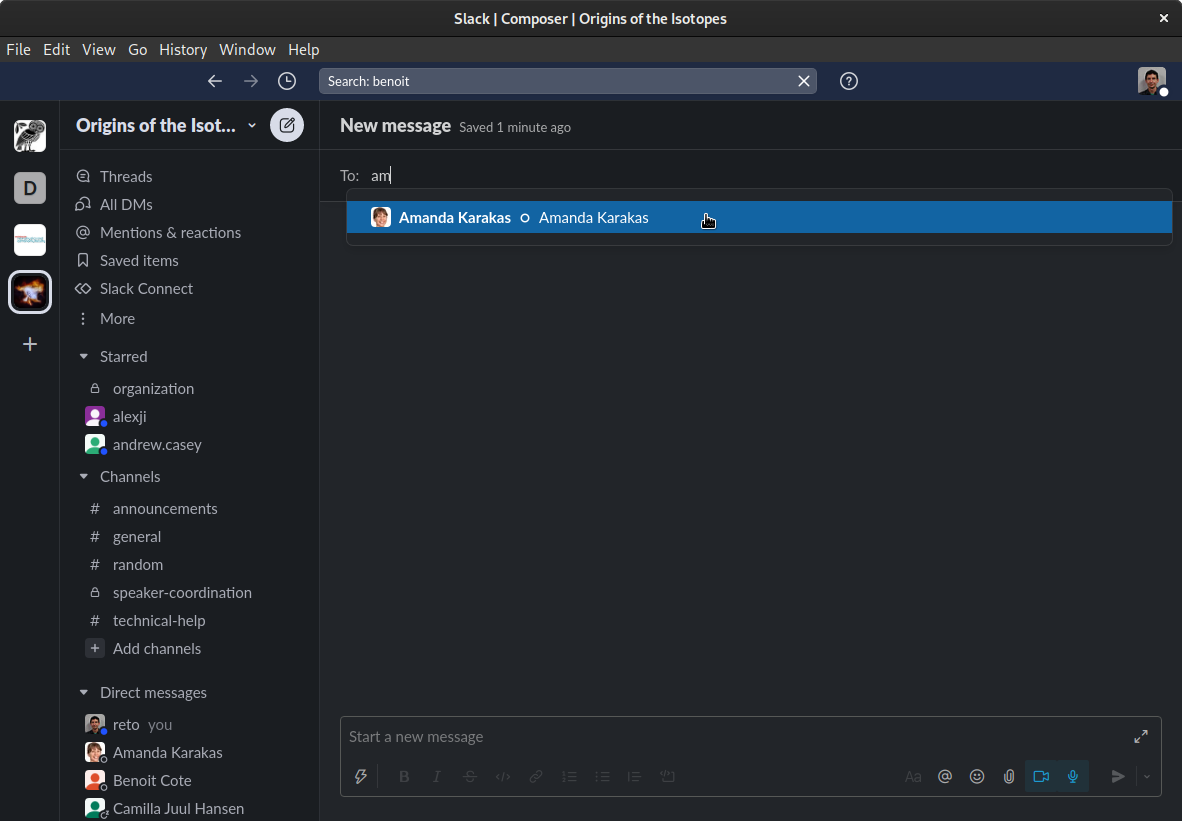 Slack | Composer | Origins of the Isotopes
File Edit View Go History Window Help
Search: benoit
Origins of the Isot...
New message Saved 1 minute ago
To: am
Amanda Karakas Amanda Karakas
D
Threads
All DMs
Mentions & reactions
Saved items
Slack Connect
More
Starred
organization
alexji
andrew.casey
Channels
# announcements
# general
# random
speaker-coordination
# technical-help
+ Add channels
Direct messages
reto you
Amanda Karakas
Benoit Cote
Camilla Juul Hansen
Start a new message
B I S Aa @